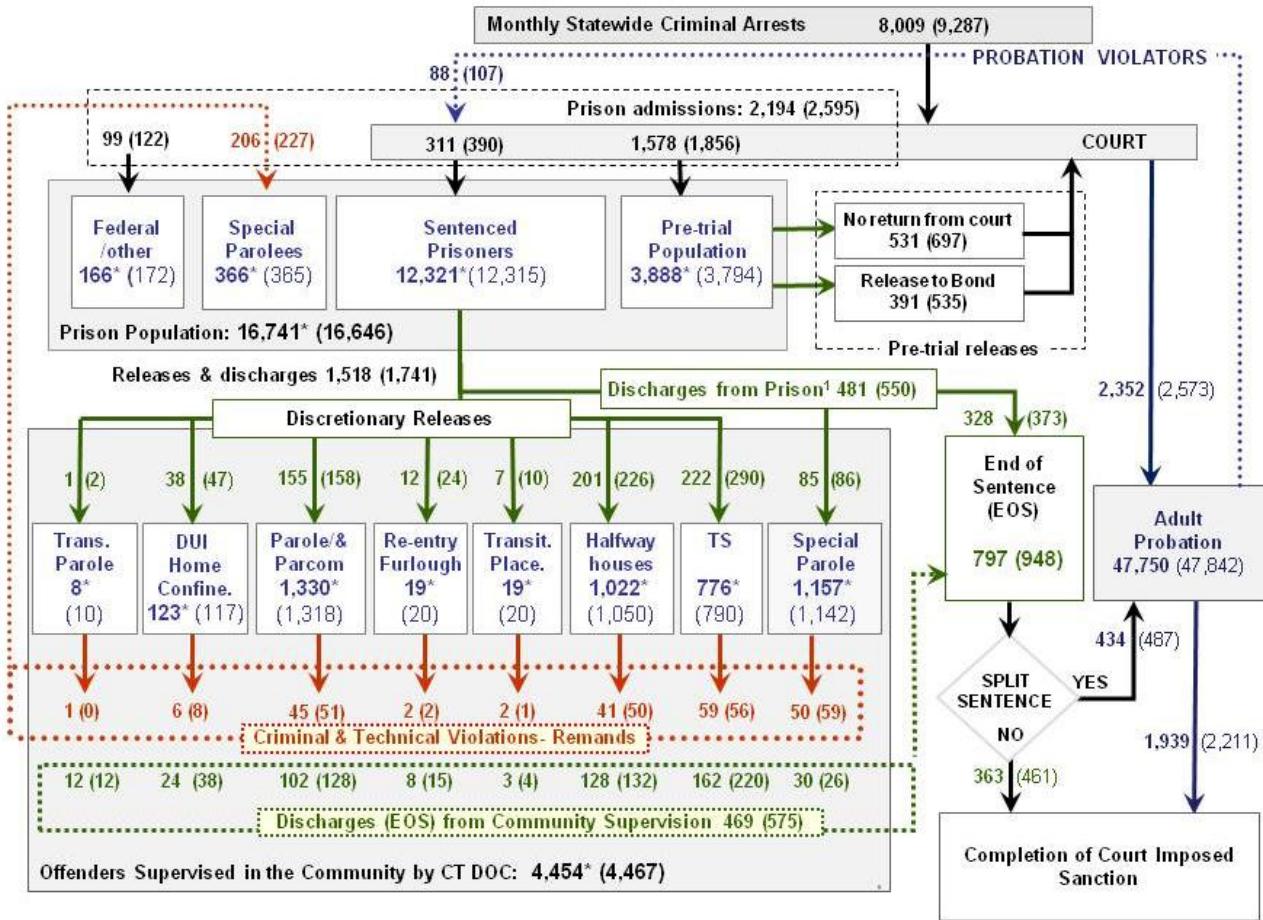 Monthly Statewide Criminal Arrests 8,009 (9,287)
PROBATION VIOLATORS
88 (107)
Prison admissions: 2,194 (2,595)
99 (122)
206 (227)
311 (390)
1,578 (1,856)
COURT
Federal
/other
166* (172)
Special
Parolees
366* (365)
Sentenced
Prisoners
12,321* (12,315)
Pre-trial
Population
3,888* (3,794)
No return from court
531 (697)
Release to Bond
391 (535)
Pre-trial releases
Prison Population: 16,741* (16,646)
Releases & discharges 1,518 (1,741)
Discharges from Prison¹ 481 (550)
Discretionary Releases
328 (373)
2,352 (2,573)
1 (2)
38 (47)
155 (158)
12 (24)
7 (10)
201 (226)
222 (290)
85 (86)
Trans.
Parole
8*
(10)
DUI
Home
Confine.
123* (117)
Parole/&
Parcom
1,330*
(1,318)
Re-entry
Furlough
19*
(20)
Transit.
Place.
19*
(20)
Halfway
houses
1,022*
(1,050)
TS
776*
(790)
Special
Parole
1,157*
(1,142)
End of
Sentence
(EOS)
797 (948)
Adult
Probation
47,750 (47,842)
434 (487)
SPLIT
SENTENCE
YES
NO
363 (461)
1,939 (2,211)
1 (0)
6 (8)
45 (51)
2 (2)
2 (1)
41 (50)
59 (56)
50 (59)
Criminal & Technical Violations- Remands
12 (12)
24 (38)
102 (128)
8 (15)
3 (4)
128 (132)
162 (220)
30 (26)
Discharges (EOS) from Community Supervision 469 (575)
Offenders Supervised in the Community by CT DOC: 4,454* (4,467)
Completion of Court Imposed
Sanction